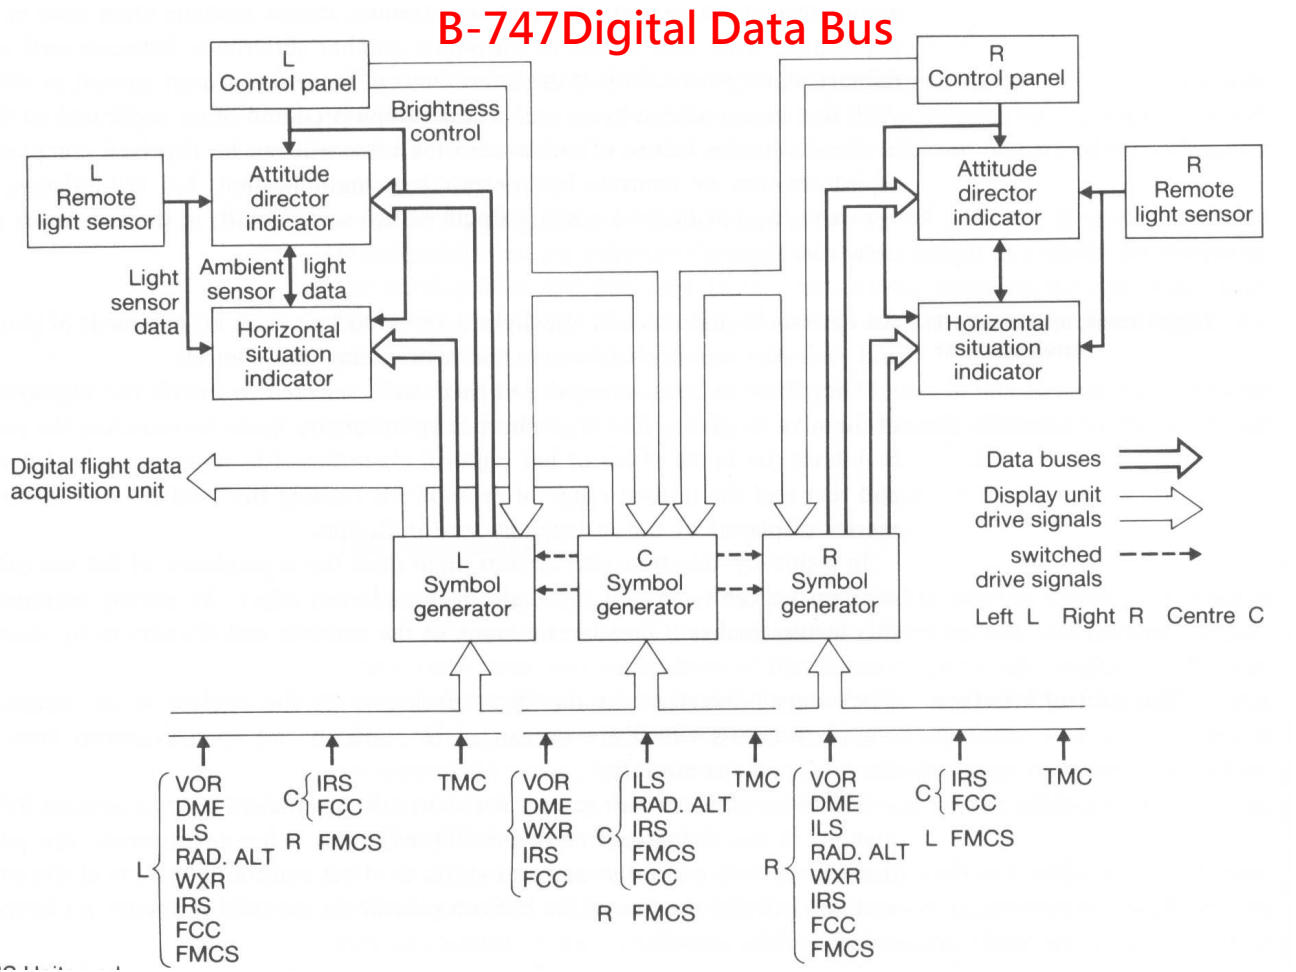 B-747Digital Data Bus
L
Control panel
R
Control panel
Brightness
control
L
Remote
light sensor
Attitude
director
indicator
Attitude
director
indicator
R
Remote
light sensor
Light
sensor
data
Ambient light
sensor data
Horizontal
situation
indicator
Horizontal
situation
indicator
Digital flight data
acquisition unit
Data buses
Display unit
drive signals
switched
drive signals
Left L Right R Centre C
L
Symbol
generator
C
Symbol
generator
R
Symbol
generator
L
VOR
DME
ILS
RAD. ALT
WXR
IRS
FCC
FMCS
C
IRS
FCC
R FMCS
TMC
VOR
DME
WXR
IRS
FCC
C
ILS
RAD. ALT
IRS
FMCS
FCC
R FMCS
TMC
R
VOR
DME
ILS
RAD. ALT
WXR
IRS
FCC
FMCS
C
IRS
FCC
L FMCS
TMC